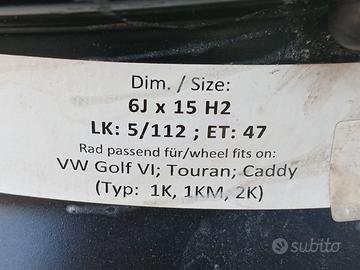 Dim. / Size:
6J x 15 H2
LK: 5/112 ; ET: 47
Rad passend für/wheel fits on:
VW Golf VI; Touran; Caddy
(Typ: 1K, 1KM, 2K)
subito